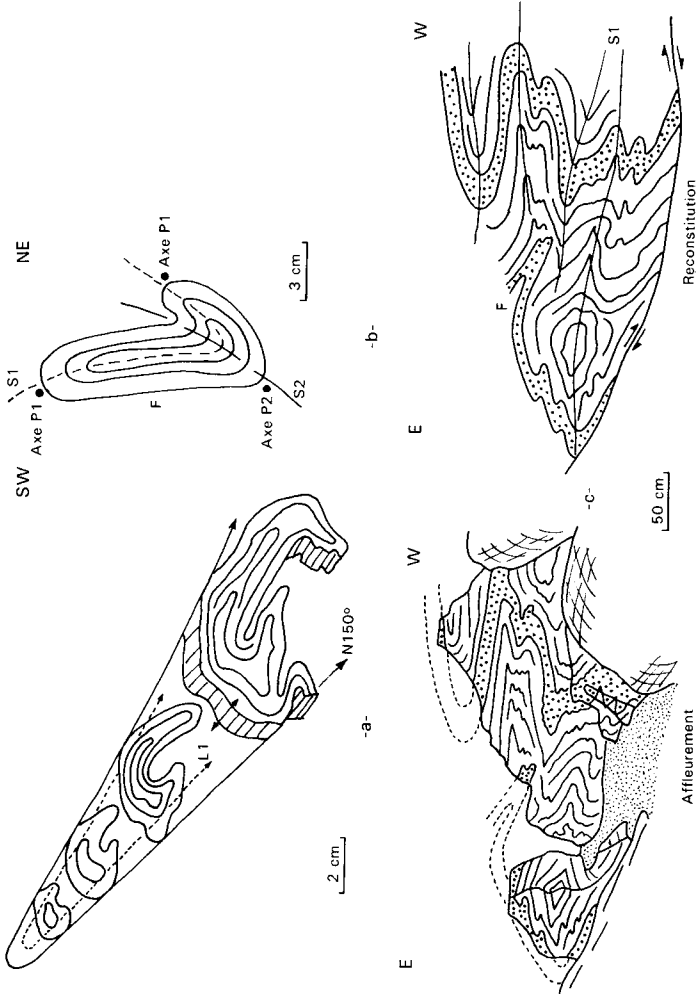 SW
NE
S1
Axe P1
Axe P1
F
Axe P2
S2
3 cm
-b-
L1
N150°
2 cm
-a-
E
W
F
S1
Reconstitution
E
W
50 cm
-c-
Affleurement